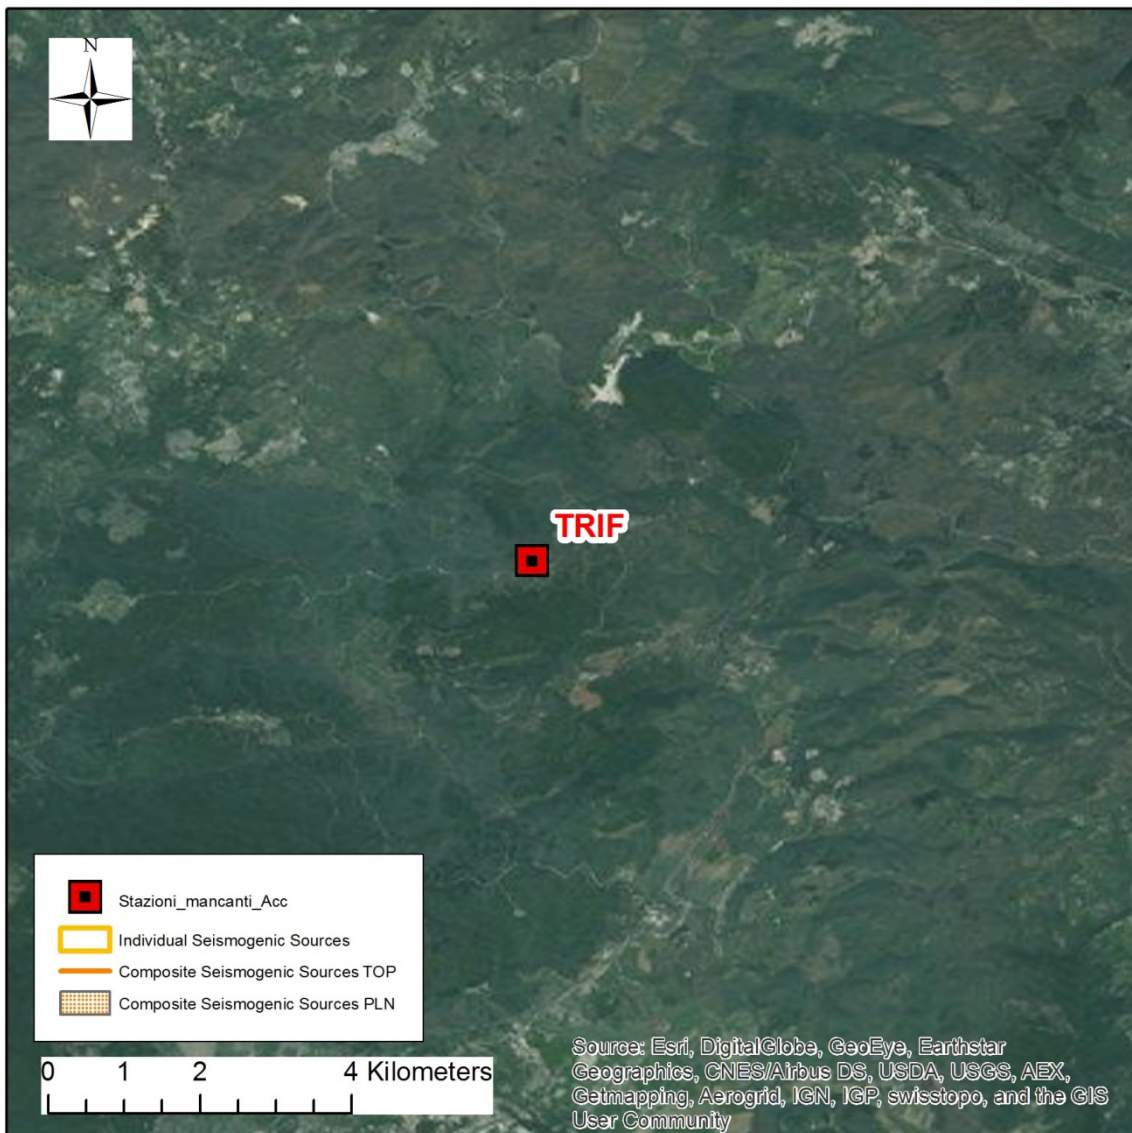 N
TRIF
Stazioni_mancanti_Acc
Individual Seismogenic Sources
Composite Seismogenic Sources TOP
Composite Seismogenic Sources PLN
0 1 2 4 Kilometers
Source: Esri, DigitalGlobe, GeoEye, Earthstar
Geographics, CNES/Airbus DS, USDA, USGS, AEX,
Getmapping, Aerogrid, IGN, IGP, swisstopo, and the GIS
User Community